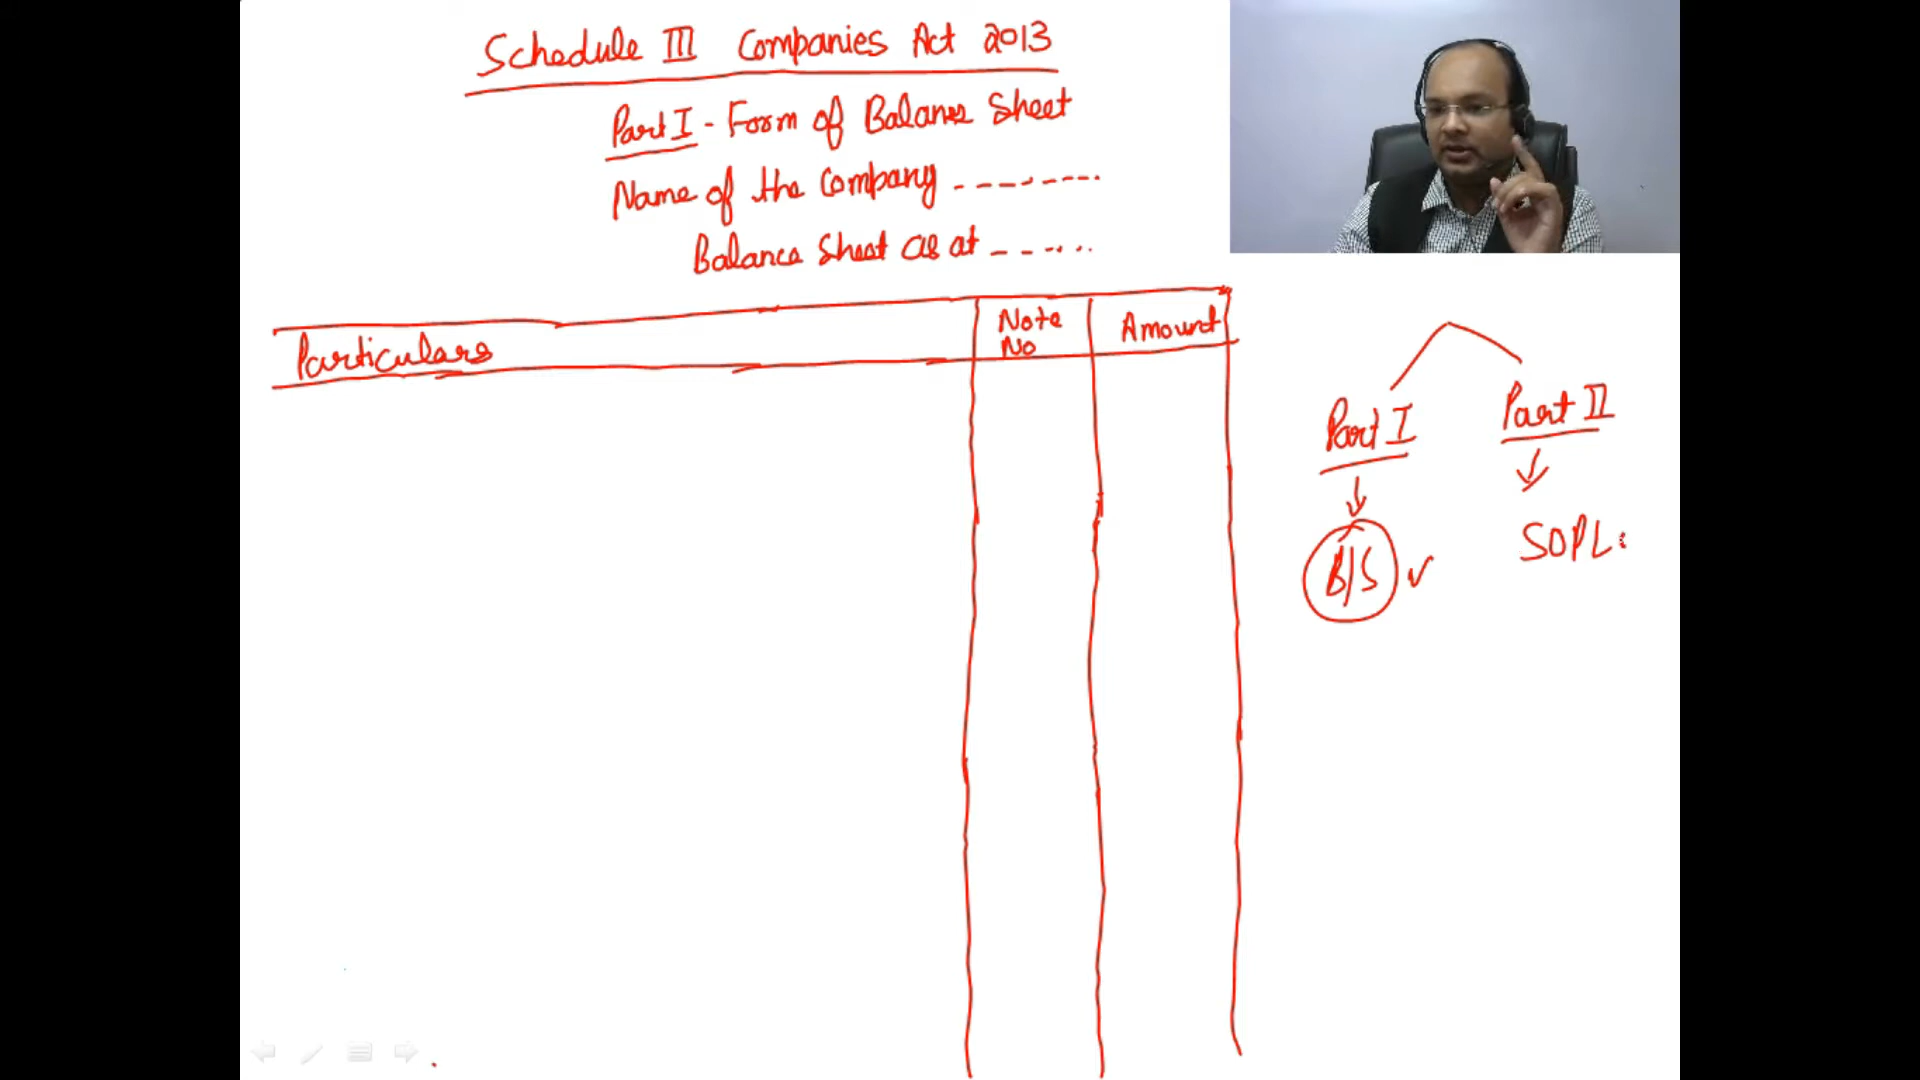 Schedule III Companies Act 2013
Part I - Form of Balance Sheet
Name of the Company --------
Balance Sheet as at ------
Particulars
Note No
Amount
Part I
Part II
B/S ✓
SOPL